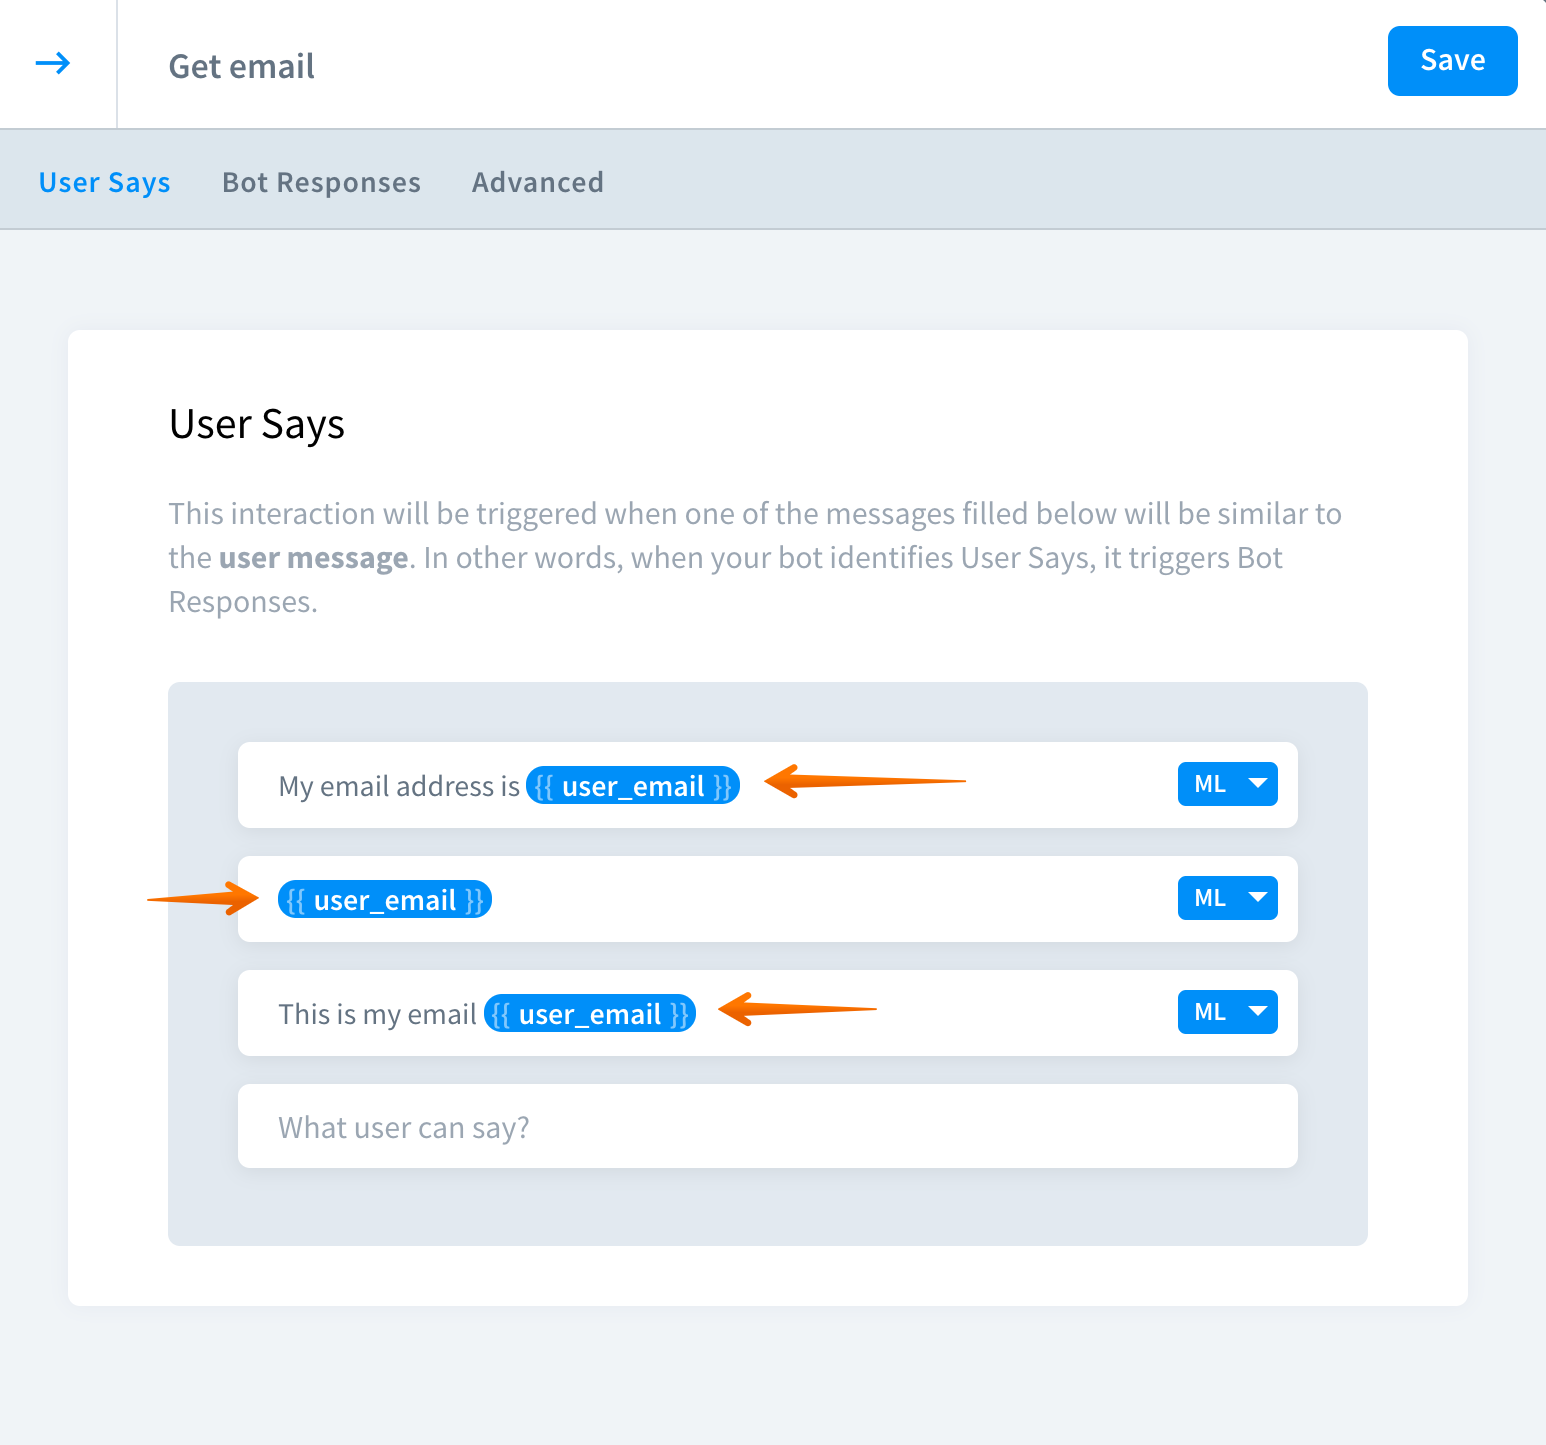 Get email
Save
User Says
Bot Responses
Advanced
User Says
This interaction will be triggered when one of the messages filled below will be similar to
the user message. In other words, when your bot identifies User Says, it triggers Bot
Responses.
My email address is {{ user_email }}
ML
{{ user_email }}
ML
This is my email {{ user_email }}
ML
What user can say?